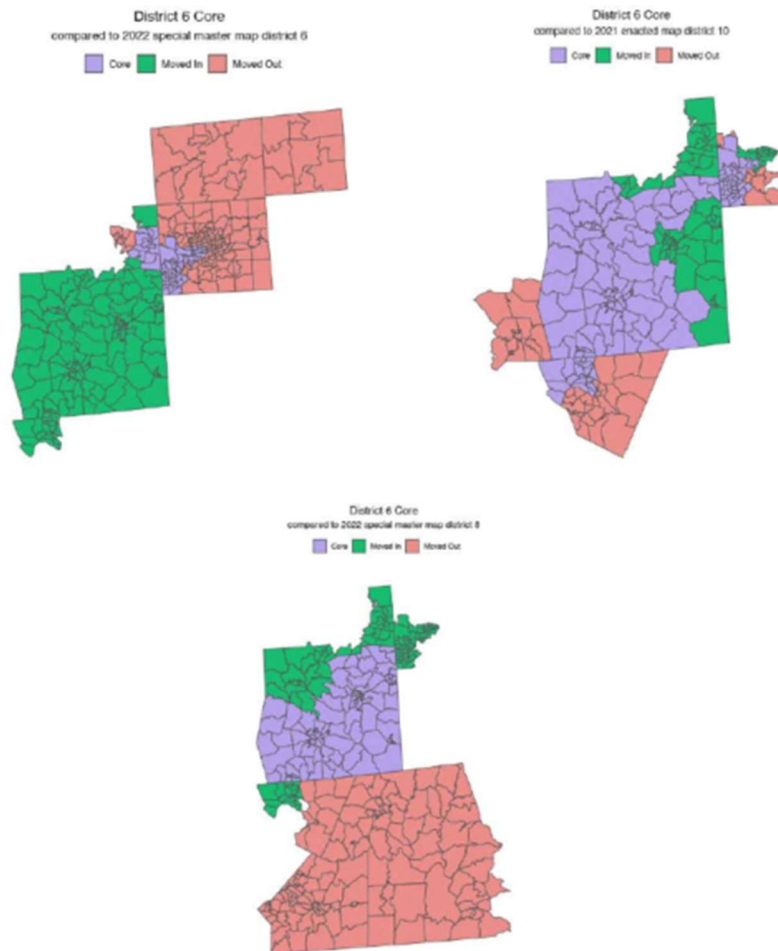 District 6 Core
compared to 2022 special master map district 6
Core Moved In Moved Out
District 6 Core
compared to 2021 enacted map district 10
Core Moved In Moved Out
District 6 Core
compared to 2022 special master map district 8
Core Moved In Moved Out